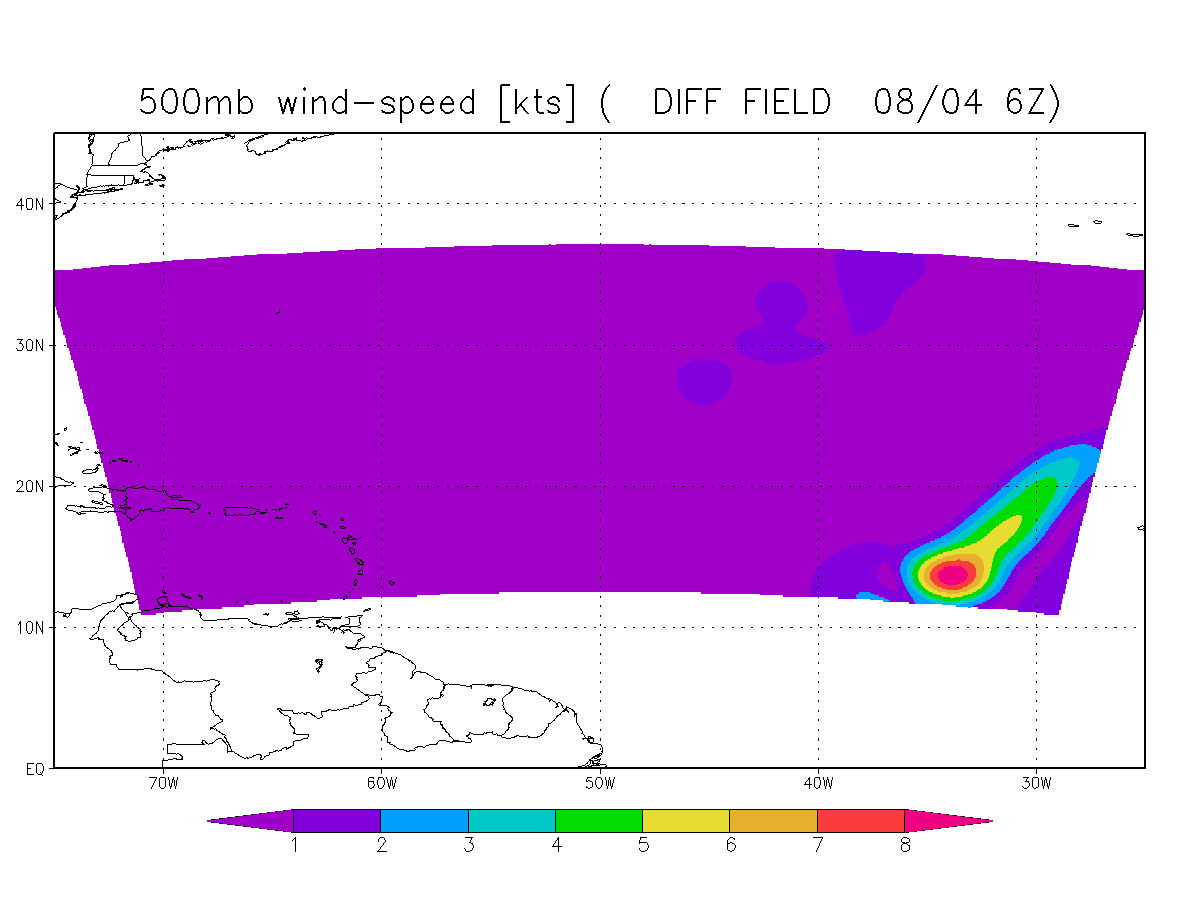 500mb wind-speed [kts] (  DIFF FIELD  08/04 6Z)
40N
30N
20N
10N
EQ
70W 60W 50W 40W 30W
1 2 3 4 5 6 7 8